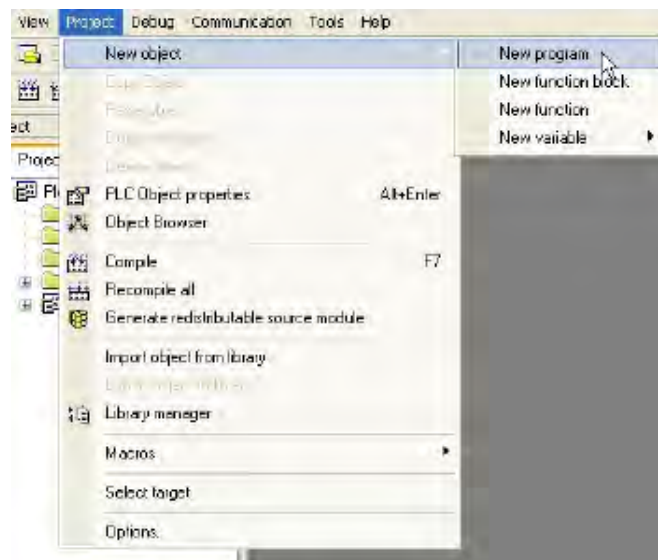 View Project Debug Communication Tools Help
New object
New program
New function block
New function
New variable
Projec
PLC Object properties Alt+Enter
Object Browser
Compile F7
Recompile all
Generate redistributable source module
Import object from library
Library manager
Macros
Select target
Options.